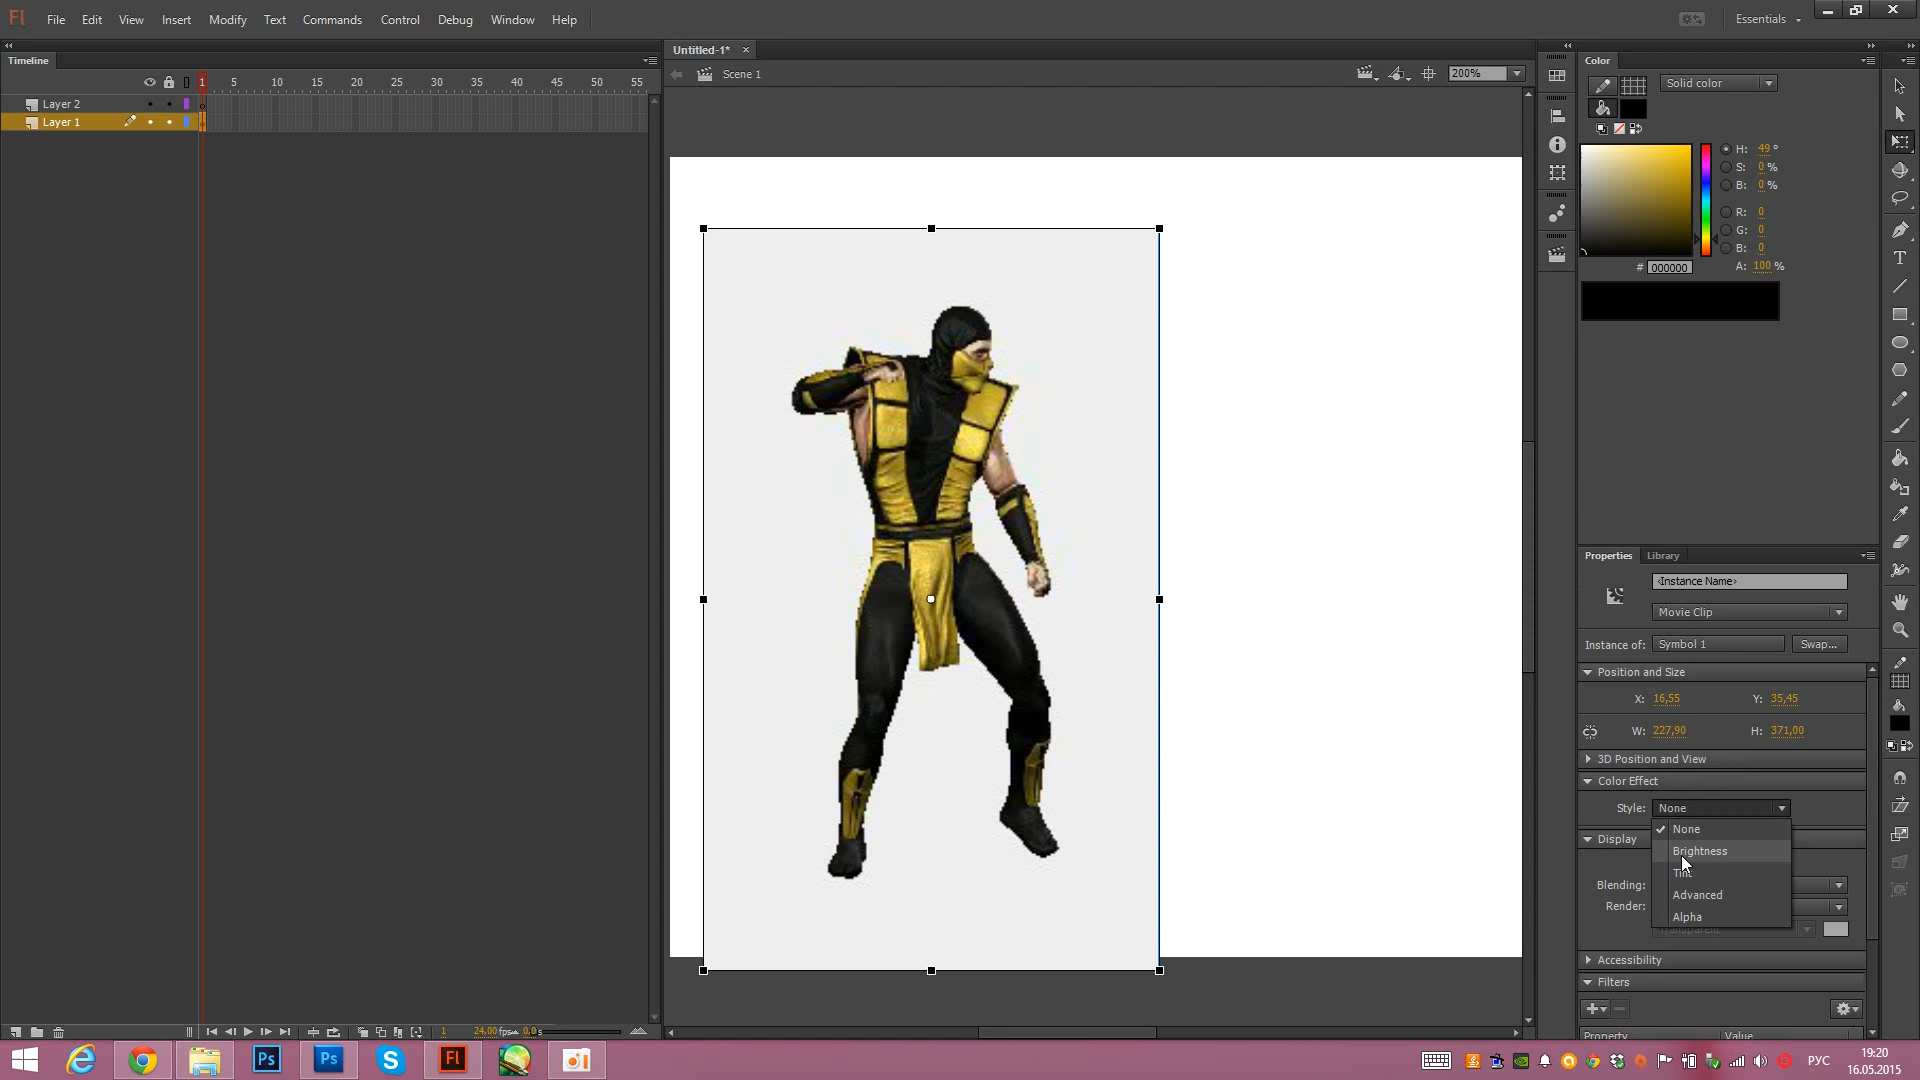 Fl File Edit View Insert Modify Text Commands Control Debug Window Help Essentials
Timeline
1 5 10 15 20 25 30 35 40 45 50 55
Layer 2
Layer 1
1 24,00 fps 0,0 s
Untitled-1* ×
Scene 1 200%
Color
Solid color
H: 49 °
S: 0 %
B: 0 %
R: 0
G: 0
B: 0
# 000000 A: 100 %
Properties Library
<Instance Name>
Movie Clip
Instance of: Symbol 1 Swap...
Position and Size
X: 16,55 Y: 35,45
W: 227,90 H: 371,00
3D Position and View
Color Effect
Style: None
None
Brightness
Tint
Advanced
Alpha
Display
Blending:
Render:
Transparent
Accessibility
Filters
Property Value
Ps Ps Fl
РУС
19:20
16.05.2015